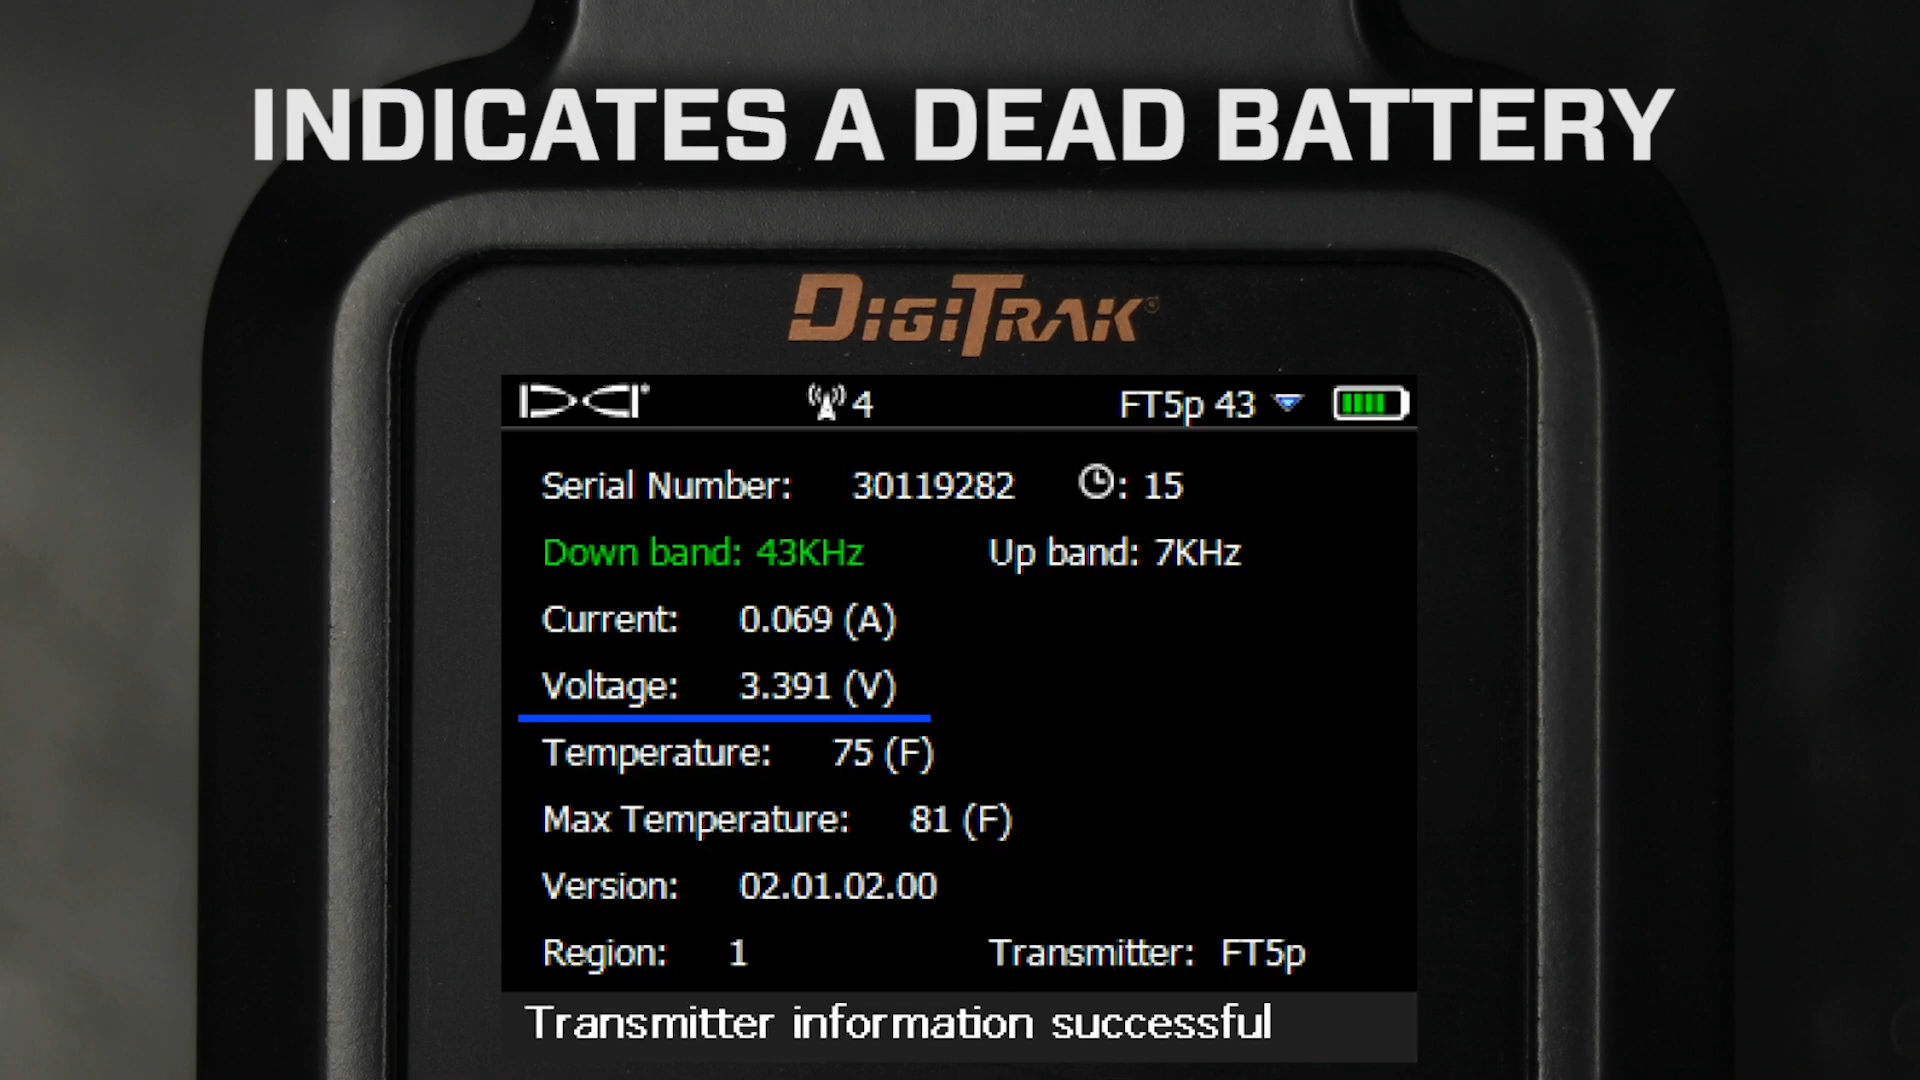 INDICATES A DEAD BATTERY
DIGITRAK®
DCI® 4 FT5p 43
Serial Number: 30119282 : 15
Down band: 43KHz Up band: 7KHz
Current: 0.069 (A)
Voltage: 3.391 (V)
Temperature: 75 (F)
Max Temperature: 81 (F)
Version: 02.01.02.00
Region: 1 Transmitter: FT5p
Transmitter information successful